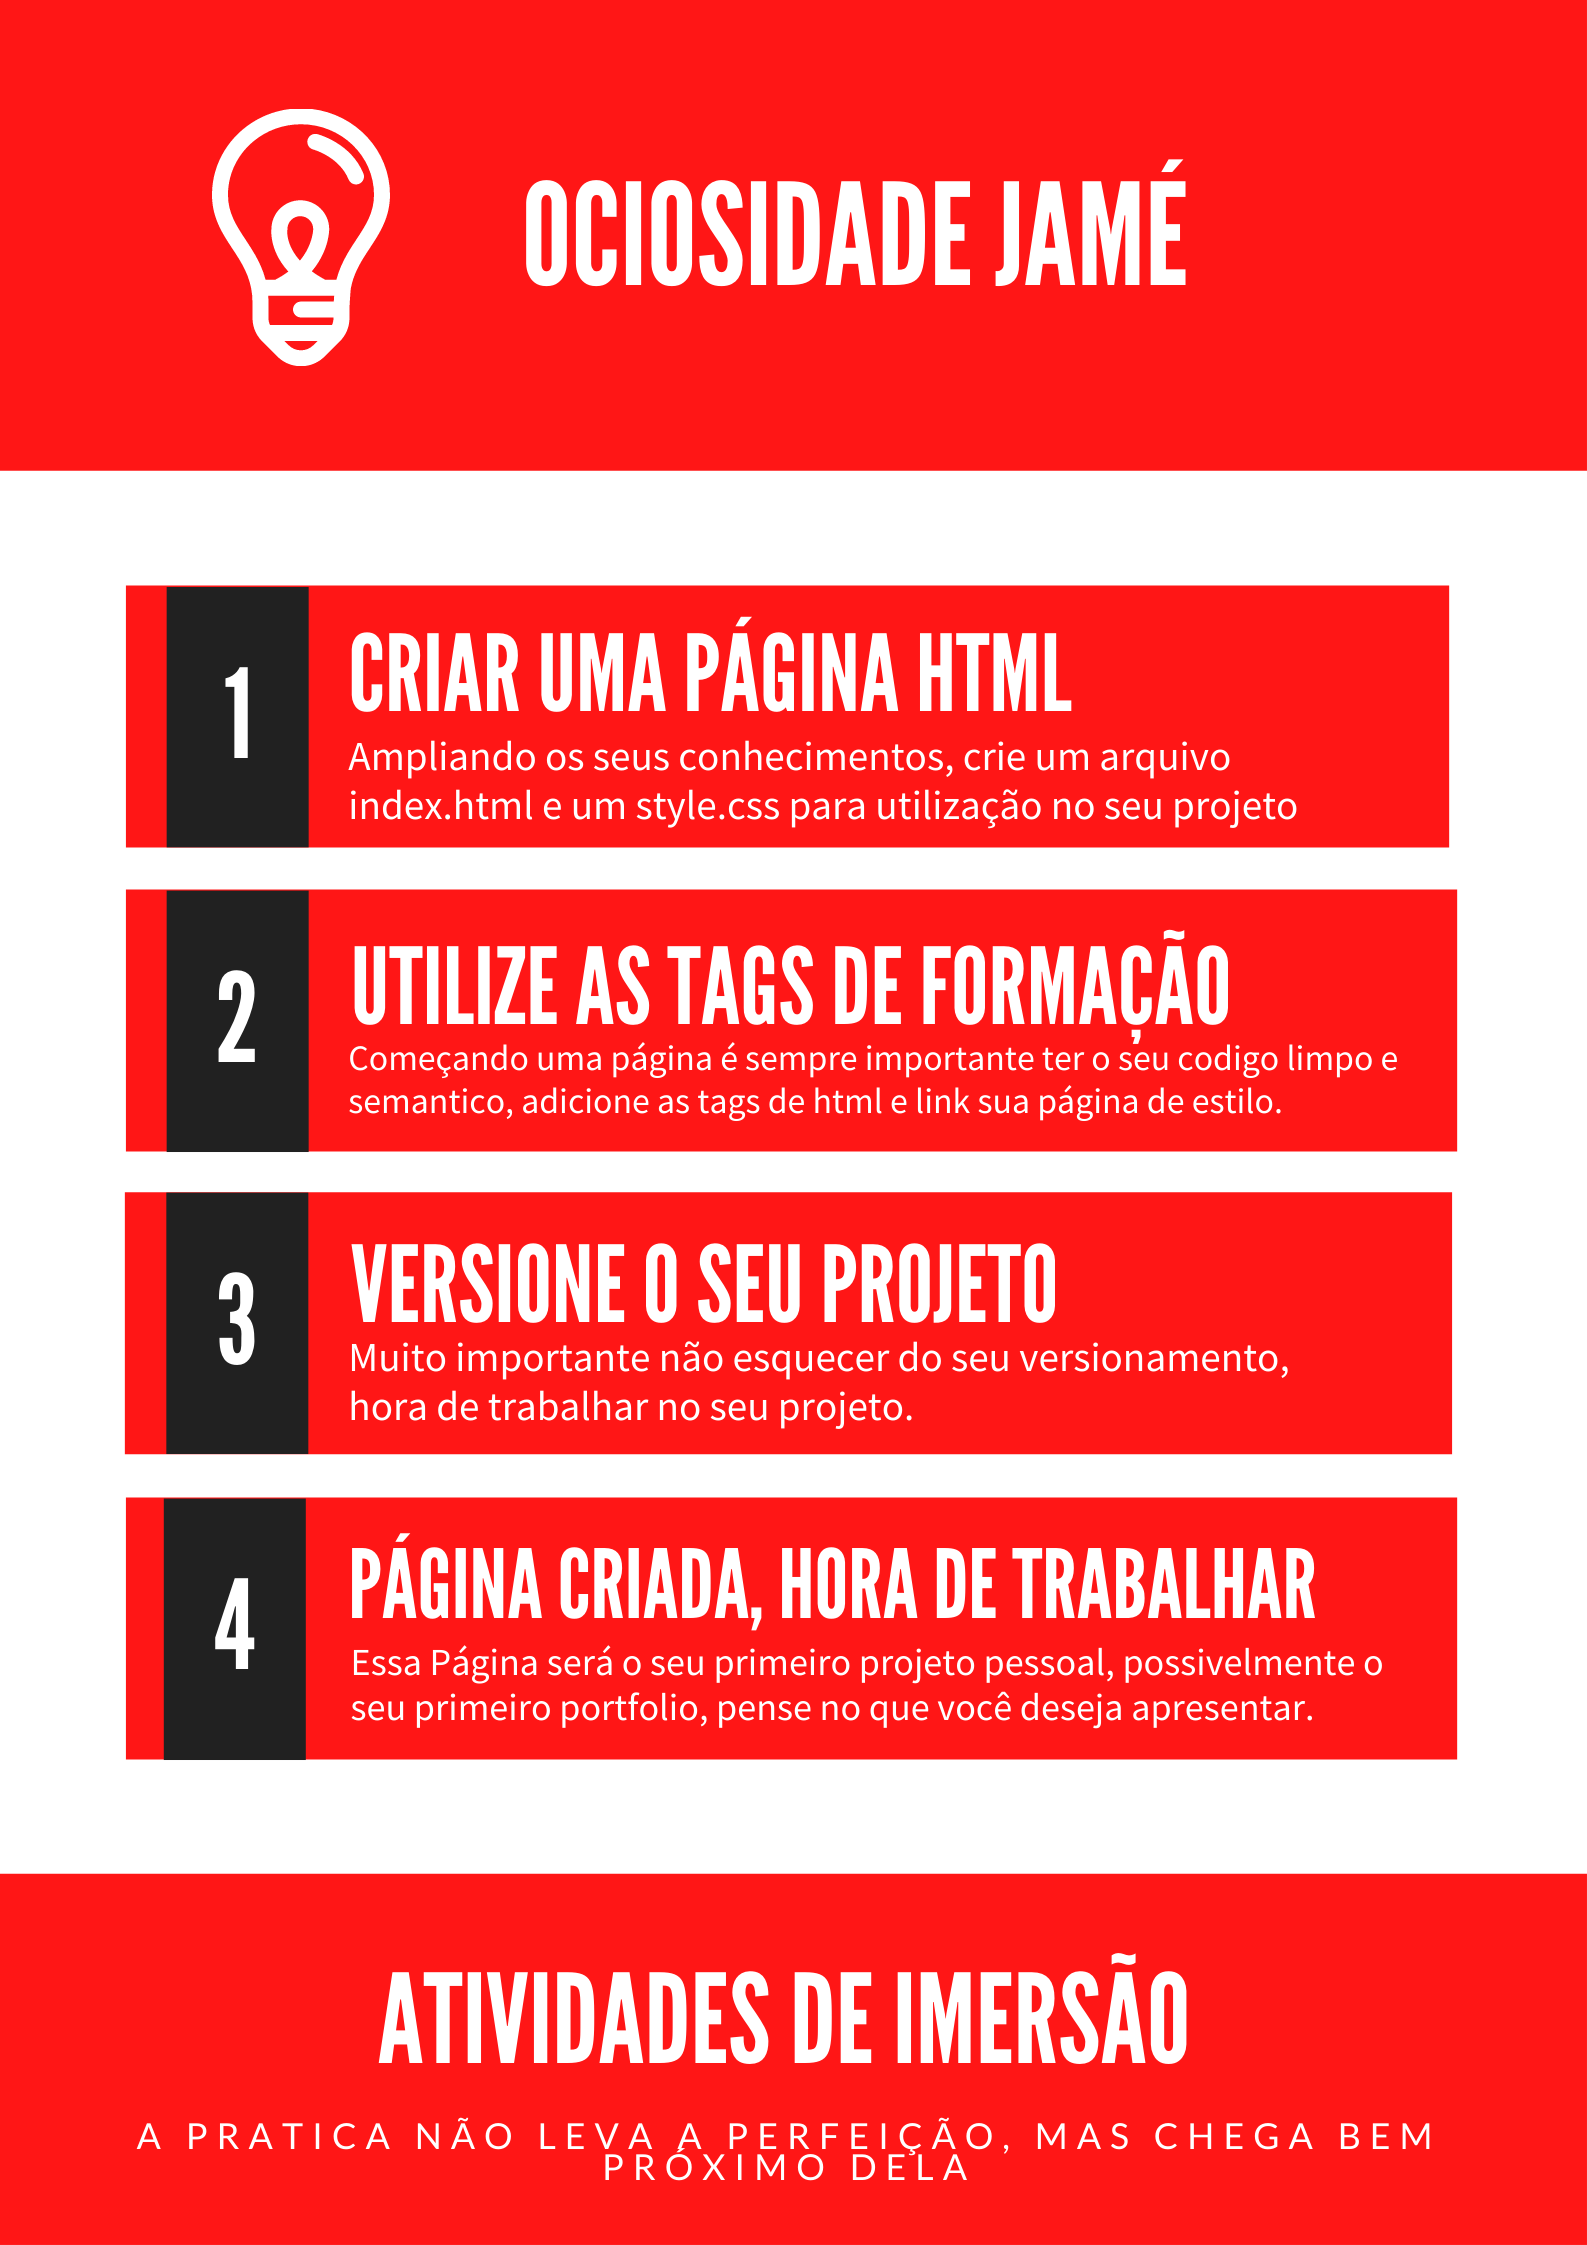 OCIOSIDADE JAMÉ
1
CRIAR UMA PÁGINA HTML
Ampliando os seus conhecimentos, crie um arquivo
index.html e um style.css para utilização no seu projeto
2
UTILIZE AS TAGS DE FORMAÇÃO
Começando uma página é sempre importante ter o seu codigo limpo e
semantico, adicione as tags de html e link sua página de estilo.
3
VERSIONE O SEU PROJETO
Muito importante não esquecer do seu versionamento,
hora de trabalhar no seu projeto.
4
PÁGINA CRIADA, HORA DE TRABALHAR
Essa Página será o seu primeiro projeto pessoal, possivelmente o
seu primeiro portfolio, pense no que você deseja apresentar.
ATIVIDADES DE IMERSÃO
A PRATICA NÃO LEVA A PERFEIÇÃO, MAS CHEGA BEM
PRÓXIMO DELA